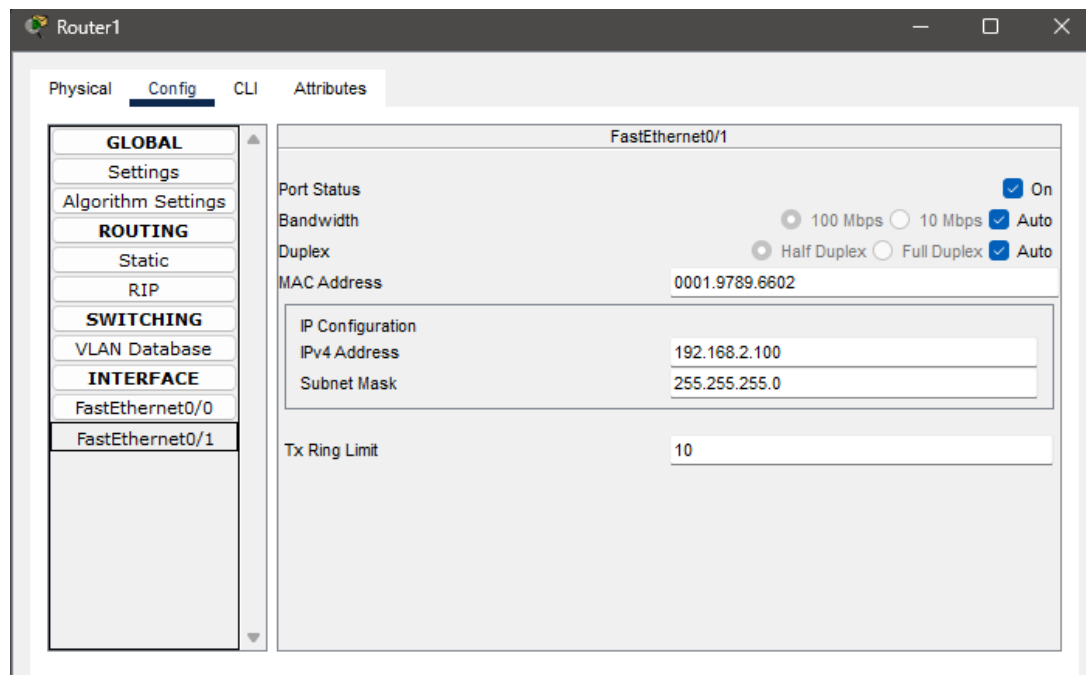 Router1
Physical Config CLI Attributes
GLOBAL
Settings
Algorithm Settings
ROUTING
Static
RIP
SWITCHING
VLAN Database
INTERFACE
FastEthernet0/0
FastEthernet0/1
FastEthernet0/1
Port Status On
Bandwidth 100 Mbps 10 Mbps Auto
Duplex Half Duplex Full Duplex Auto
MAC Address 0001.9789.6602
IP Configuration
IPv4 Address 192.168.2.100
Subnet Mask 255.255.255.0
Tx Ring Limit 10